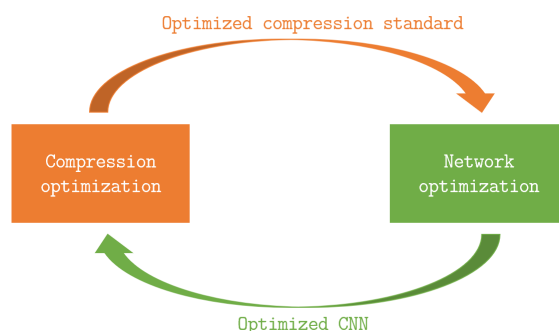 Optimized compression standard
Compression
optimization
Network
optimization
Optimized CNN